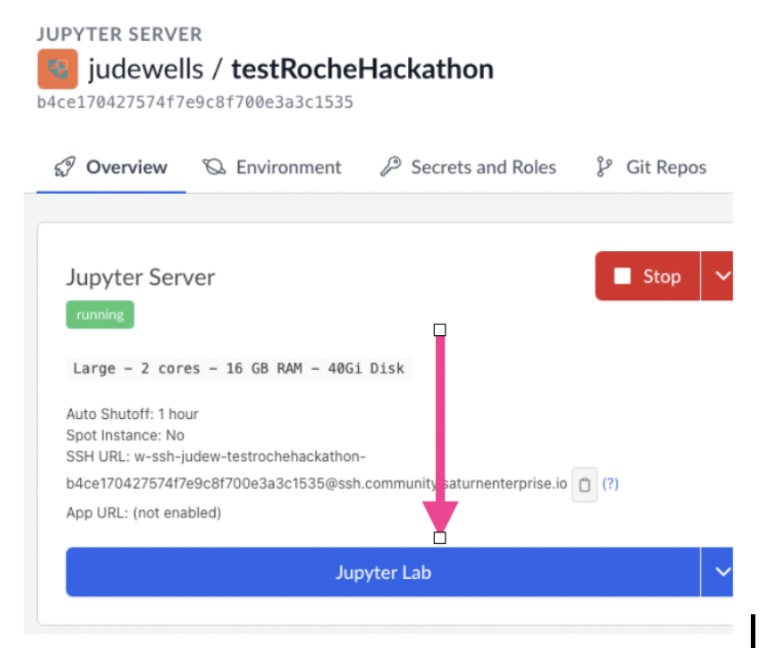 JUPYTER SERVER
judewells / testRocheHackathon
b4ce170427574f7e9c8f700e3a3c1535
Overview Environment Secrets and Roles Git Repos
Jupyter Server
Stop
running
Large – 2 cores – 16 GB RAM – 40Gi Disk
Auto Shutoff: 1 hour
Spot Instance: No
SSH URL: w-ssh-judew-testrochehackathon-
b4ce170427574f7e9c8f700e3a3c1535@ssh.community.saturnenterprise.io (?)
App URL: (not enabled)
Jupyter Lab